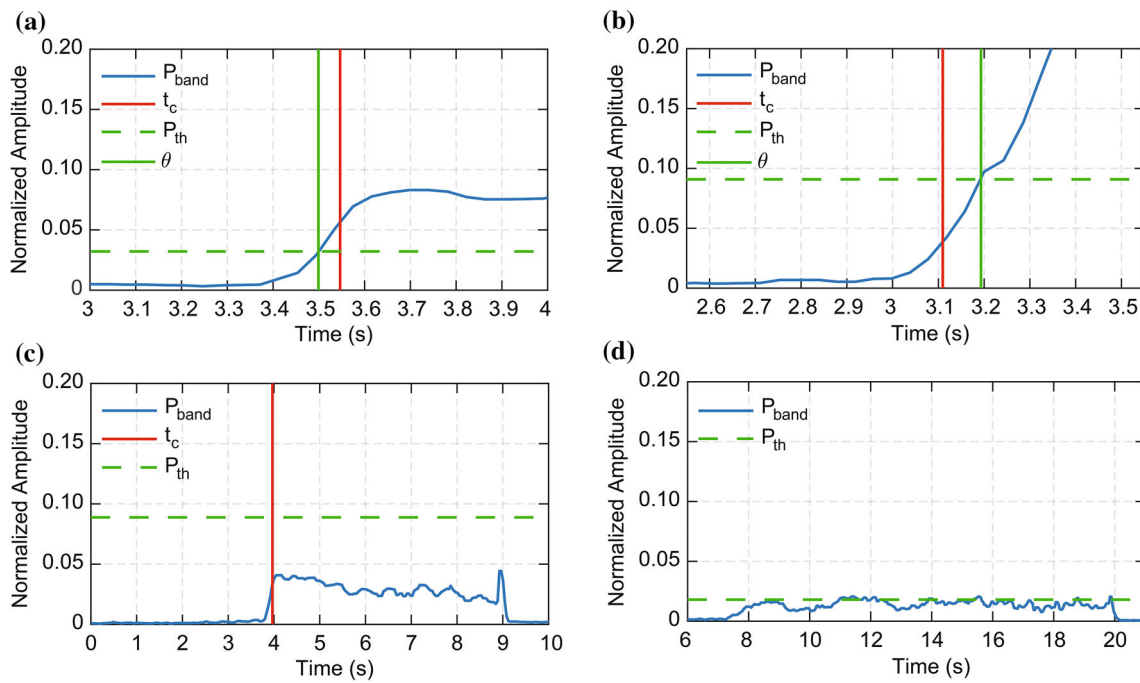 (a)
0.20
0.15
0.10
0.05
0
Normalized Amplitude
P_band
t_c
P_th
θ
3 3.1 3.2 3.3 3.4 3.5 3.6 3.7 3.8 3.9 4
Time (s)
(b)
0.20
0.15
0.10
0.05
0
Normalized Amplitude
P_band
t_c
P_th
θ
2.6 2.7 2.8 2.9 3 3.1 3.2 3.3 3.4 3.5
Time (s)
(c)
0.20
0.15
0.10
0.05
0
Normalized Amplitude
P_band
t_c
P_th
0 1 2 3 4 5 6 7 8 9 10
Time (s)
(d)
0.20
0.15
0.10
0.05
0
Normalized Amplitude
P_band
P_th
6 8 10 12 14 16 18 20
Time (s)